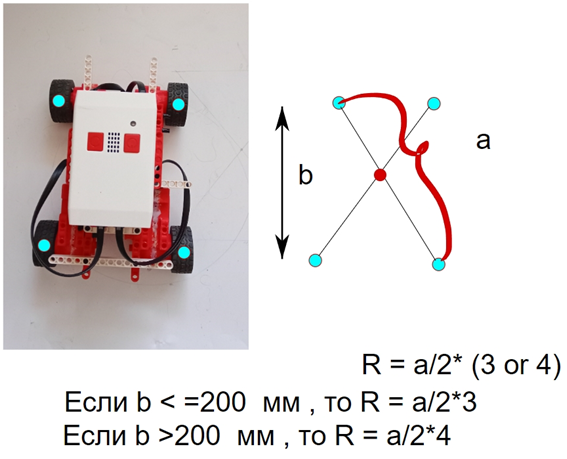 b
a
R = a/2* (3 or 4)
Если b < =200 мм , то R = a/2*3
Если b >200 мм , то R = a/2*4